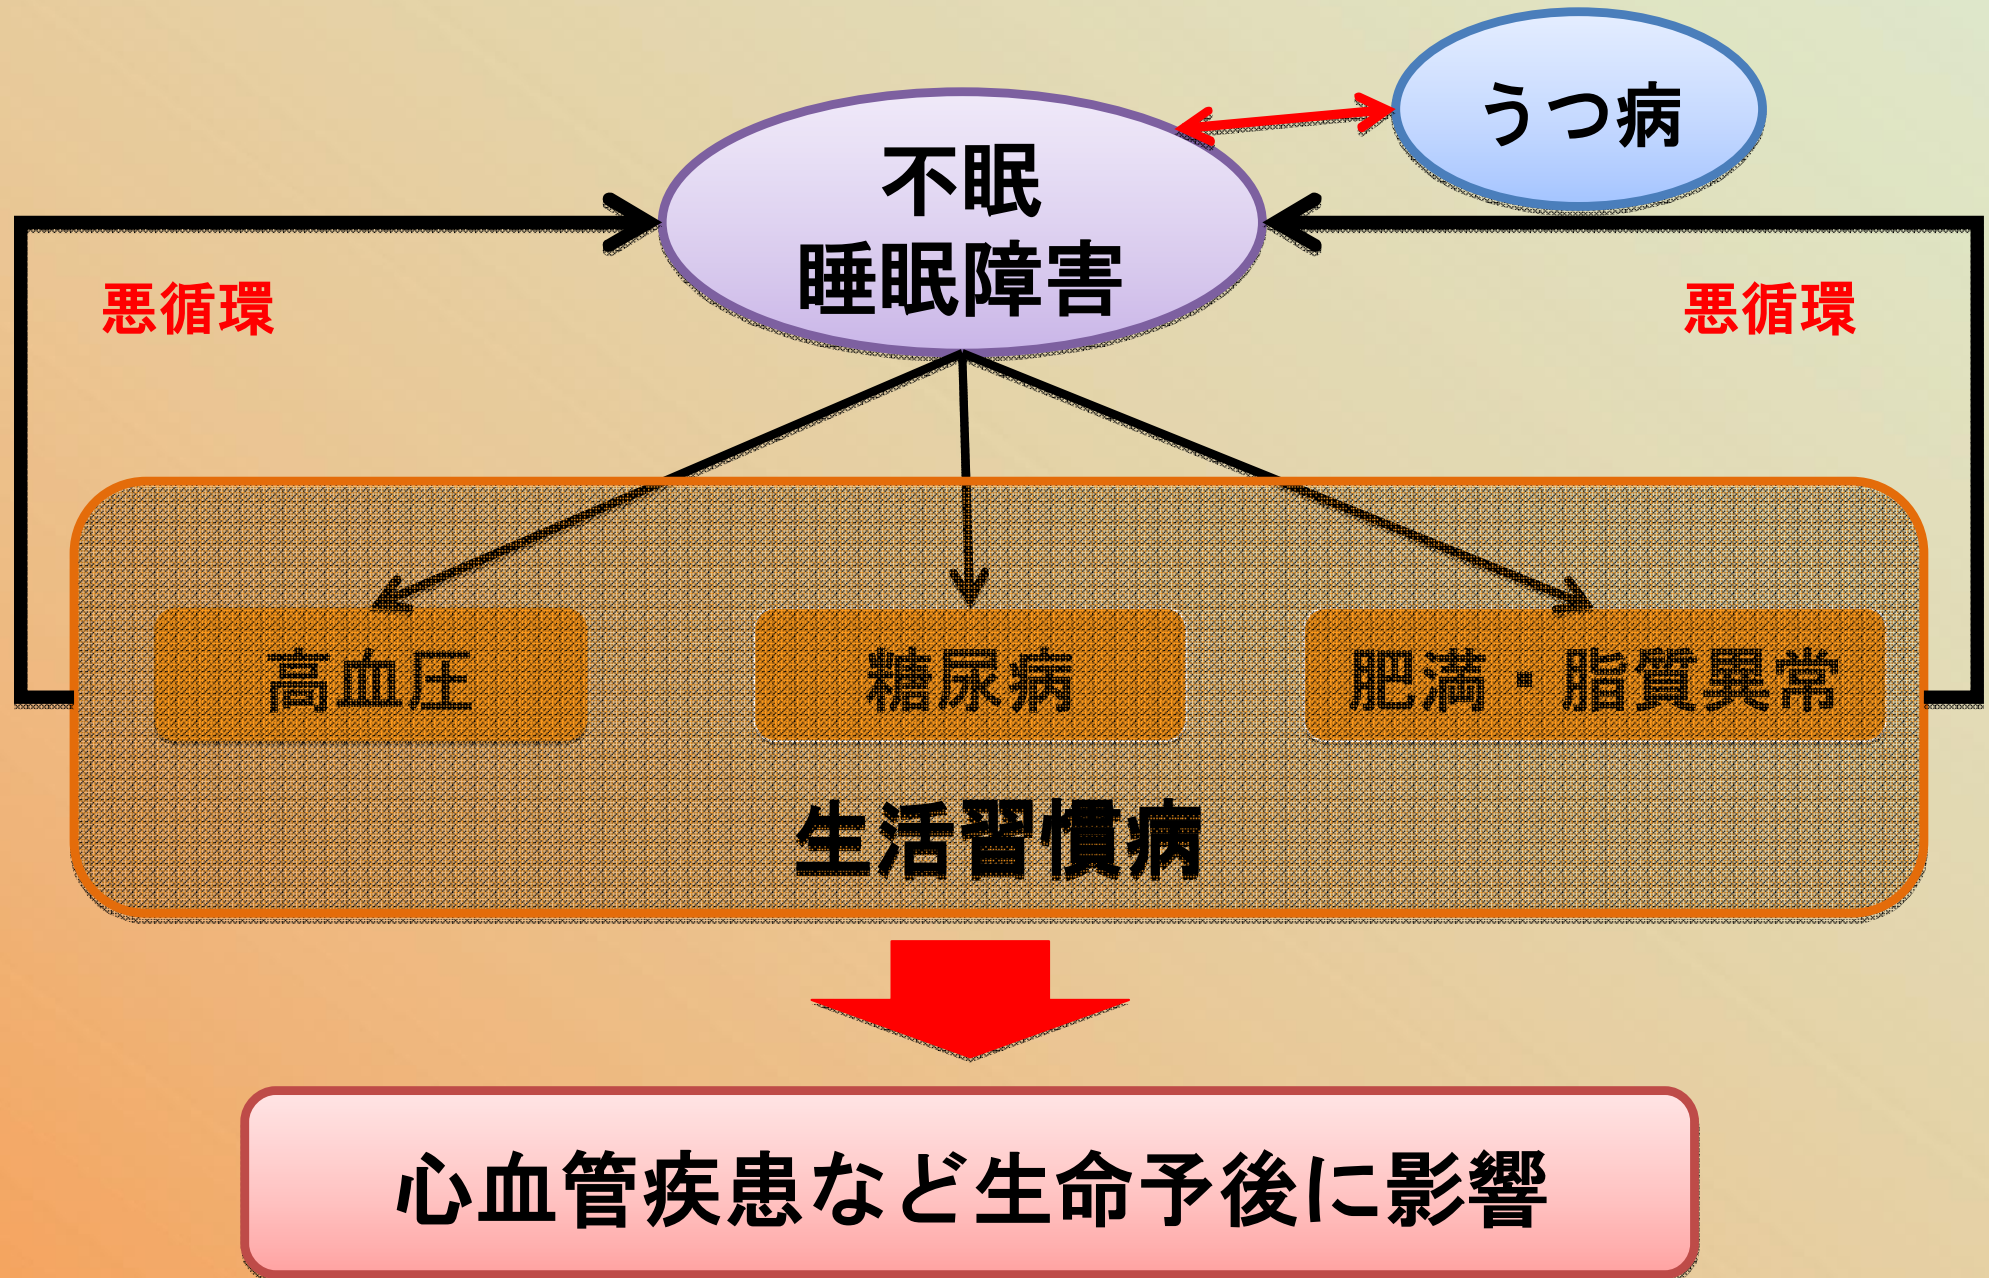 うつ病
不眠
睡眠障害
悪循環
悪循環
高血圧
糖尿病
肥満・脂質異常
生活習慣病
心血管疾患など生命予後に影響